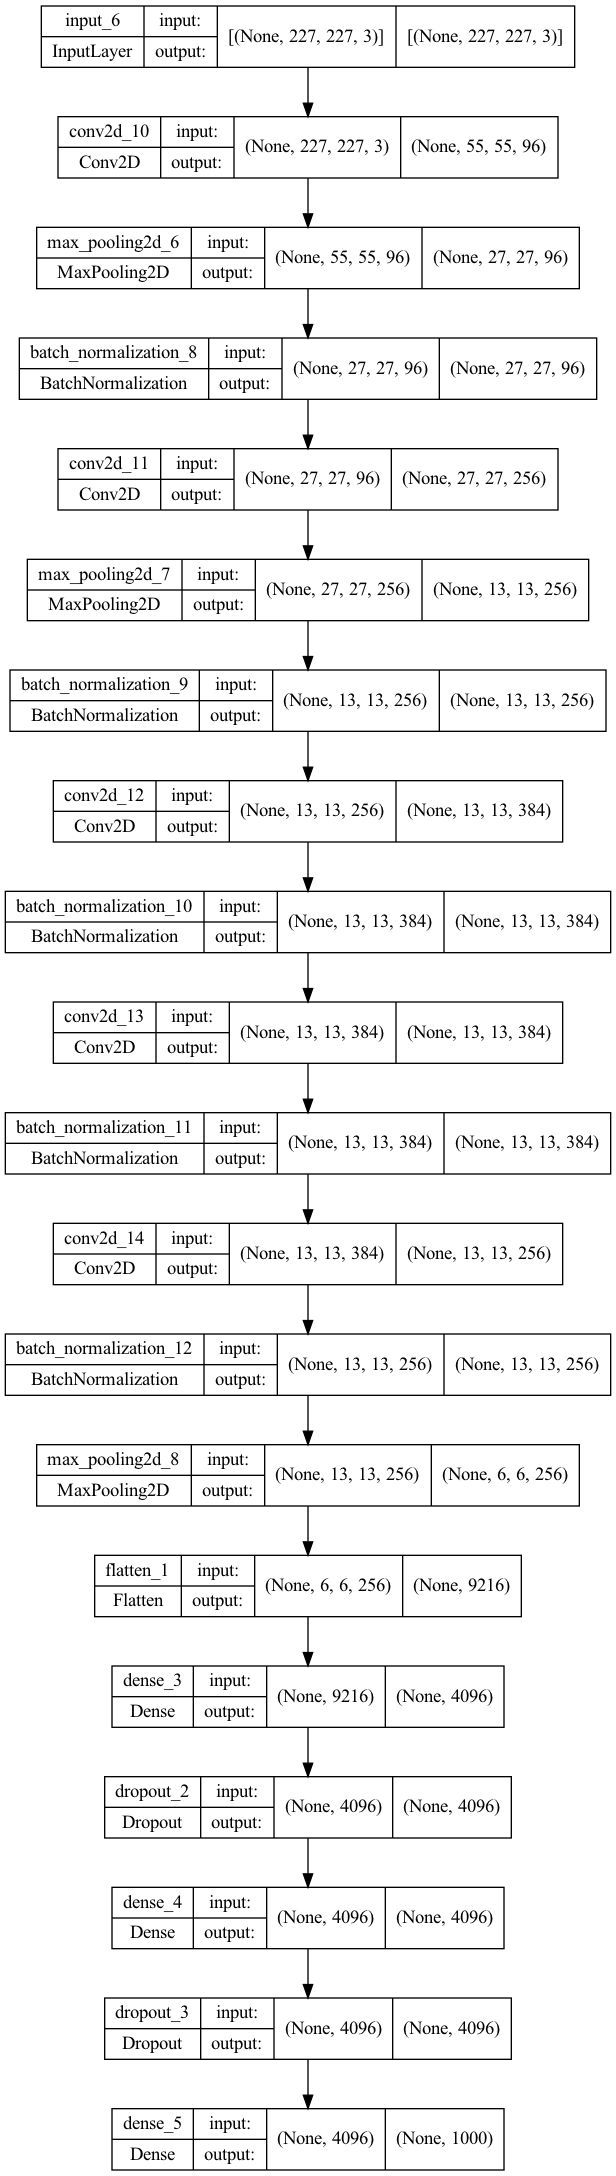 input_6 input: [(None, 227, 227, 3)] [(None, 227, 227, 3)]
InputLayer output:
conv2d_10 input: (None, 227, 227, 3) (None, 55, 55, 96)
Conv2D output:
max_pooling2d_6 input: (None, 55, 55, 96) (None, 27, 27, 96)
MaxPooling2D output:
batch_normalization_8 input: (None, 27, 27, 96) (None, 27, 27, 96)
BatchNormalization output:
conv2d_11 input: (None, 27, 27, 96) (None, 27, 27, 256)
Conv2D output:
max_pooling2d_7 input: (None, 27, 27, 256) (None, 13, 13, 256)
MaxPooling2D output:
batch_normalization_9 input: (None, 13, 13, 256) (None, 13, 13, 256)
BatchNormalization output:
conv2d_12 input: (None, 13, 13, 256) (None, 13, 13, 384)
Conv2D output:
batch_normalization_10 input: (None, 13, 13, 384) (None, 13, 13, 384)
BatchNormalization output:
conv2d_13 input: (None, 13, 13, 384) (None, 13, 13, 384)
Conv2D output:
batch_normalization_11 input: (None, 13, 13, 384) (None, 13, 13, 384)
BatchNormalization output:
conv2d_14 input: (None, 13, 13, 384) (None, 13, 13, 256)
Conv2D output:
batch_normalization_12 input: (None, 13, 13, 256) (None, 13, 13, 256)
BatchNormalization output:
max_pooling2d_8 input: (None, 13, 13, 256) (None, 6, 6, 256)
MaxPooling2D output:
flatten_1 input: (None, 6, 6, 256) (None, 9216)
Flatten output:
dense_3 input: (None, 9216) (None, 4096)
Dense output:
dropout_2 input: (None, 4096) (None, 4096)
Dropout output:
dense_4 input: (None, 4096) (None, 4096)
Dense output:
dropout_3 input: (None, 4096) (None, 4096)
Dropout output:
dense_5 input: (None, 4096) (None, 1000)
Dense output: